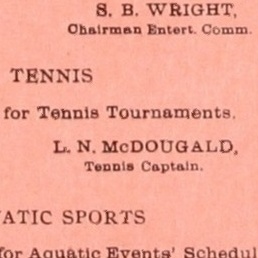 S. B. WRIGHT,
Chairman Entert. Comm.
TENNIS
for Tennis Tournaments.
L. N. McDOUGALD,
Tennis Captain.
ATIC SPORTS
for Aquatic Events' Schedul